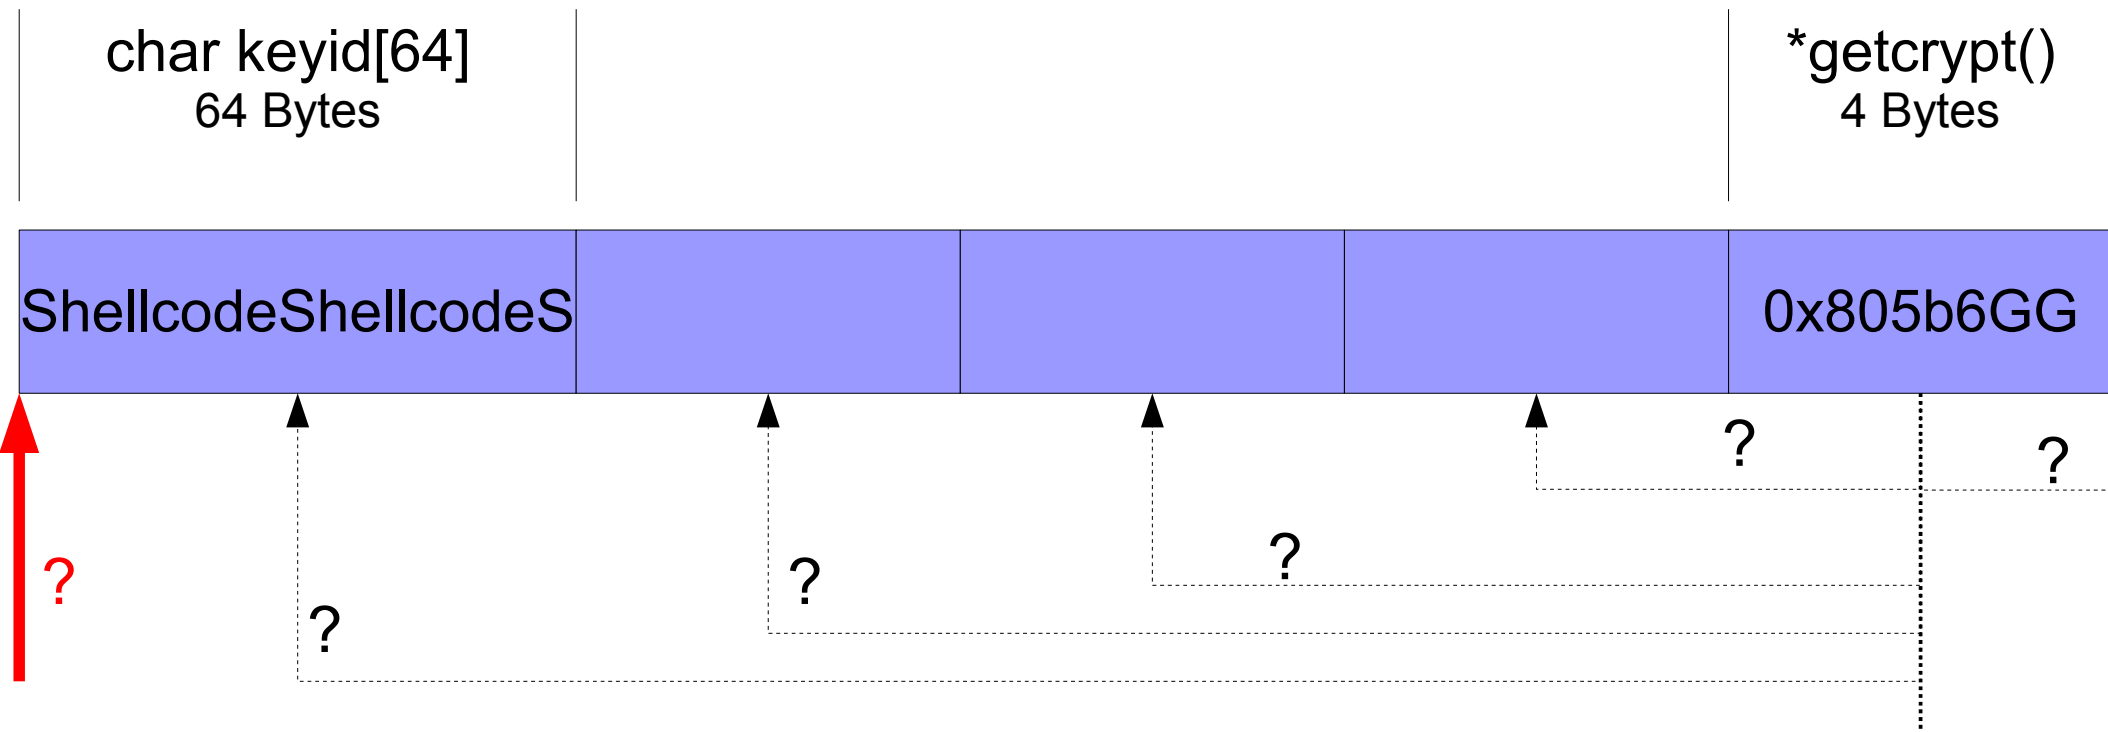 char keyid[64]
64 Bytes
*getcrypt()
4 Bytes
ShellcodeShellcodeS
0x805b6GG
?
?
?
?
?
?